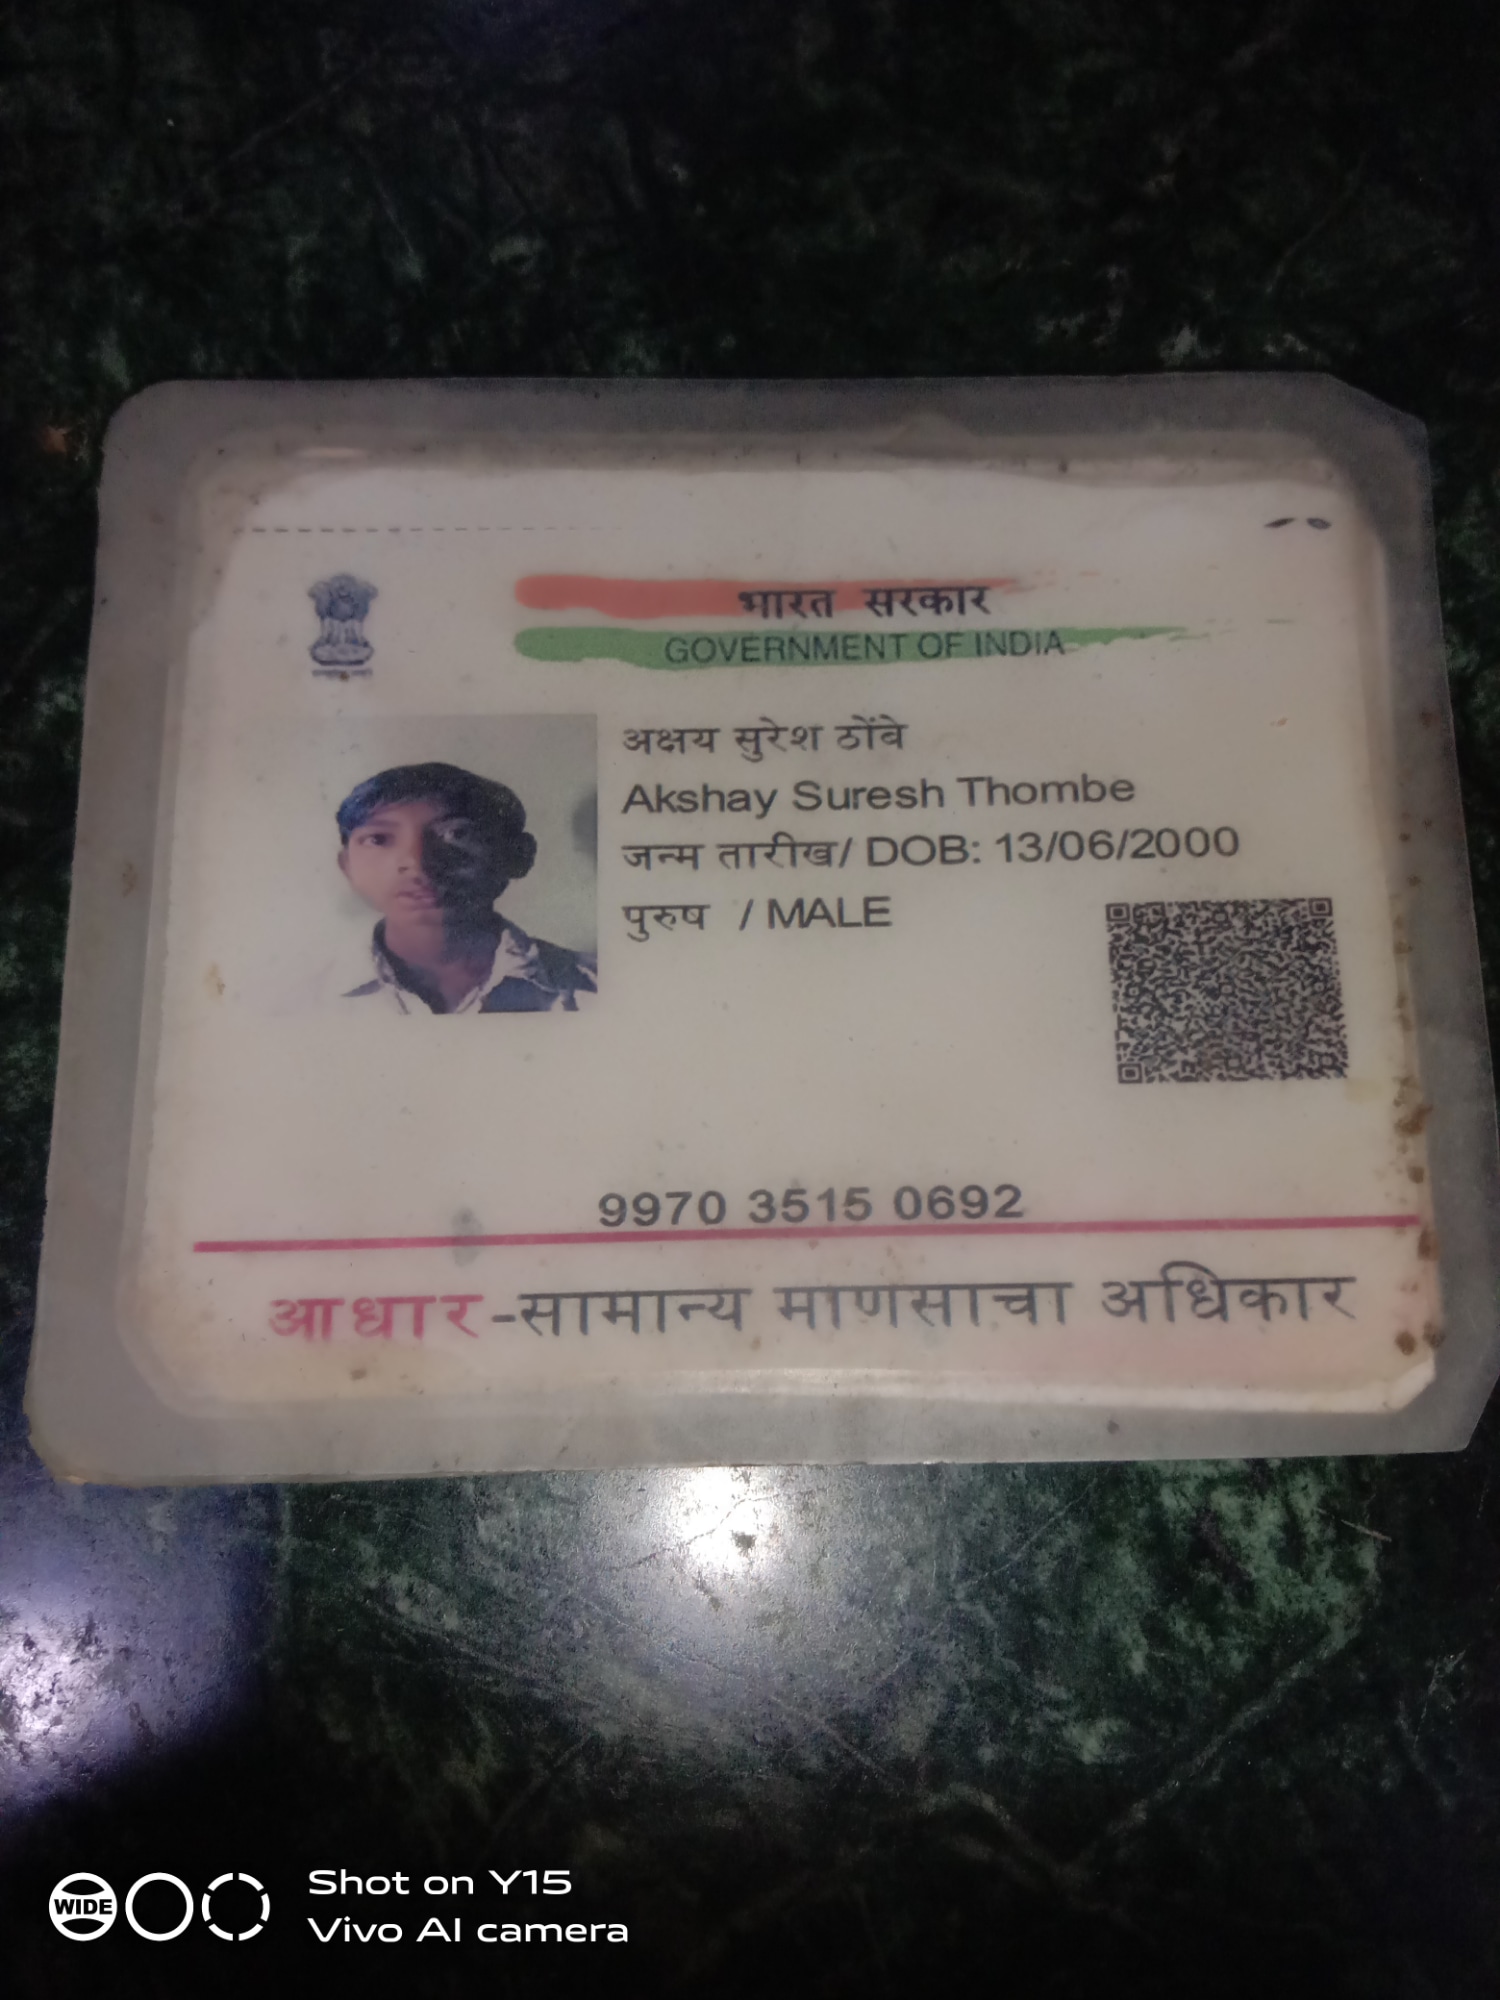 भारत सरकार
GOVERNMENT OF INDIA
अक्षय सुरेश ठोंबे
Akshay Suresh Thombe
जन्म तारीख/ DOB: 13/06/2000
पुरुष / MALE
9970 3515 0692
आधार-सामान्य माणसाचा अधिकार
WIDE
Shot on Y15
Vivo AI camera